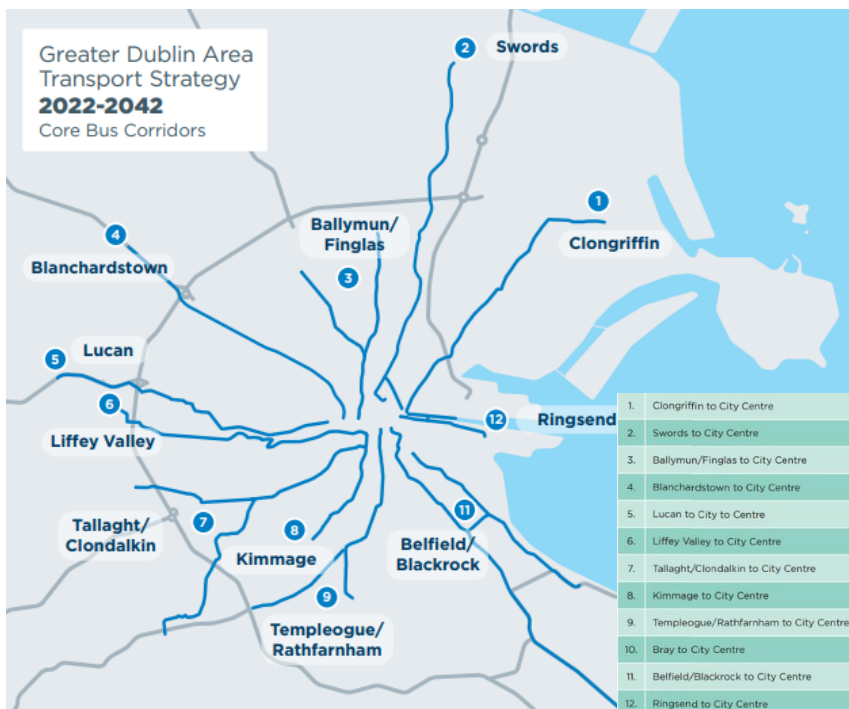 Greater Dublin Area
Transport Strategy
2022-2042
Core Bus Corridors
2 Swords
1
Clongriffin
Ballymun/
Finglas
3
4
Blanchardstown
Lucan
5
6
Liffey Valley
12 Ringsend
Tallaght/
Clondalkin
7
8
Kimmage
11
Belfield/
Blackrock
9
Templeogue/
Rathfarnham
1. Clongriffin to City Centre
2. Swords to City Centre
3. Ballymun/Finglas to City Centre
4. Blanchardstown to City Centre
5. Lucan to City to Centre
6. Liffey Valley to City Centre
7. Tallaght/Clondalkin to City Centre
8. Kimmage to City Centre
9. Templeogue/Rathfarnham to City Centre
10. Bray to City Centre
11. Belfield/Blackrock to City Centre
12. Ringsend to City Centre